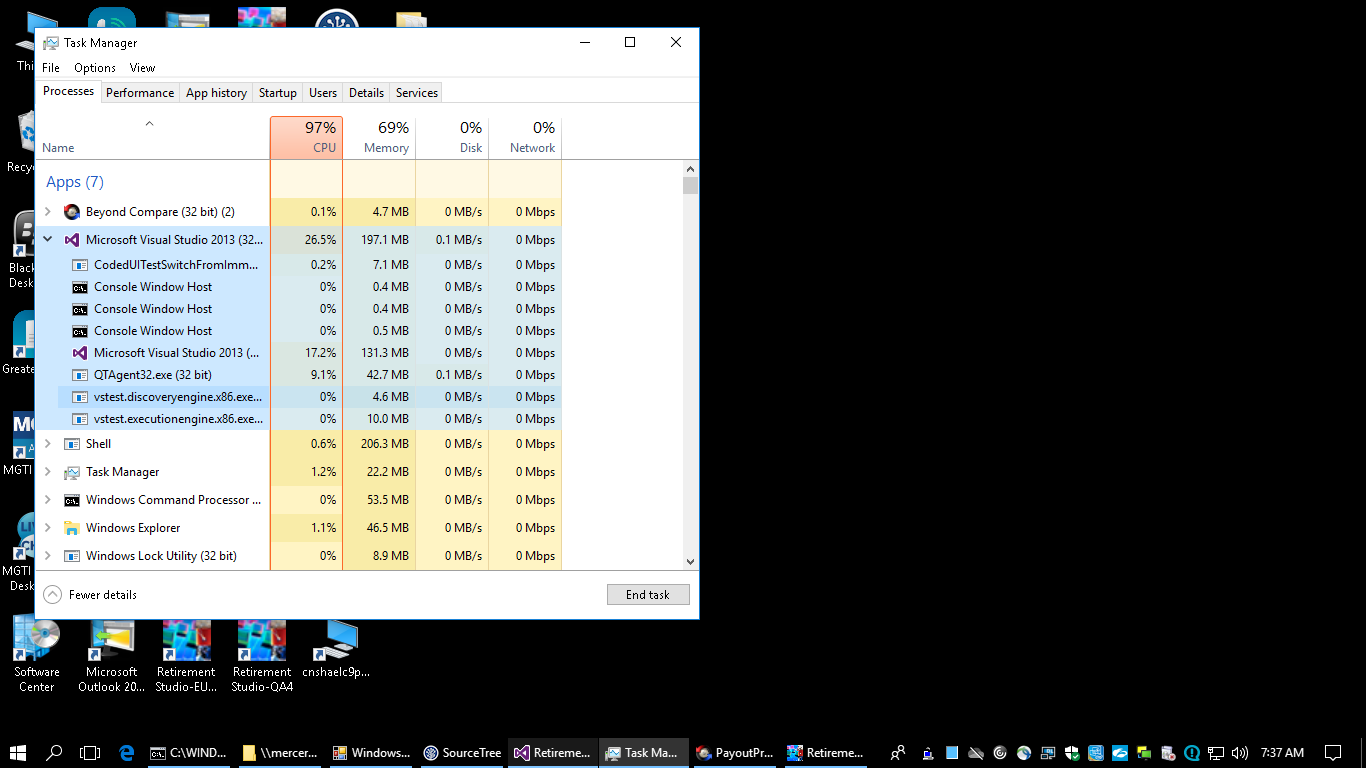 Task Manager
File Options View
Processes Performance App history Startup Users Details Services
97% 69% 0% 0%
Name CPU Memory Disk Network
Apps (7)
Beyond Compare (32 bit) (2) 0.1% 4.7 MB 0 MB/s 0 Mbps
Microsoft Visual Studio 2013 (32... 26.5% 197.1 MB 0.1 MB/s 0 Mbps
CodedUITestSwitchFromImm... 0.2% 7.1 MB 0 MB/s 0 Mbps
Console Window Host 0% 0.4 MB 0 MB/s 0 Mbps
Console Window Host 0% 0.4 MB 0 MB/s 0 Mbps
Console Window Host 0% 0.5 MB 0 MB/s 0 Mbps
Microsoft Visual Studio 2013 (... 17.2% 131.3 MB 0 MB/s 0 Mbps
QTAgent32.exe (32 bit) 9.1% 42.7 MB 0.1 MB/s 0 Mbps
vstest.discoveryengine.x86.exe... 0% 4.6 MB 0 MB/s 0 Mbps
vstest.executionengine.x86.exe... 0% 10.0 MB 0 MB/s 0 Mbps
Shell 0.6% 206.3 MB 0 MB/s 0 Mbps
Task Manager 1.2% 22.2 MB 0 MB/s 0 Mbps
Windows Command Processor ... 0% 53.5 MB 0 MB/s 0 Mbps
Windows Explorer 1.1% 46.5 MB 0 MB/s 0 Mbps
Windows Lock Utility (32 bit) 0% 8.9 MB 0 MB/s 0 Mbps
Fewer details End task
Thi
Recyc
Black
Desk
Greate
MGTI
MGTI
Desk
Software Center
Microsoft Outlook 20...
Retirement Studio-EU...
Retirement Studio-QA4
cnshaelc9p...
C:\WIND... \\mercer... Windows... SourceTree Retireme... Task Ma... PayoutPr... Retireme... 7:37 AM